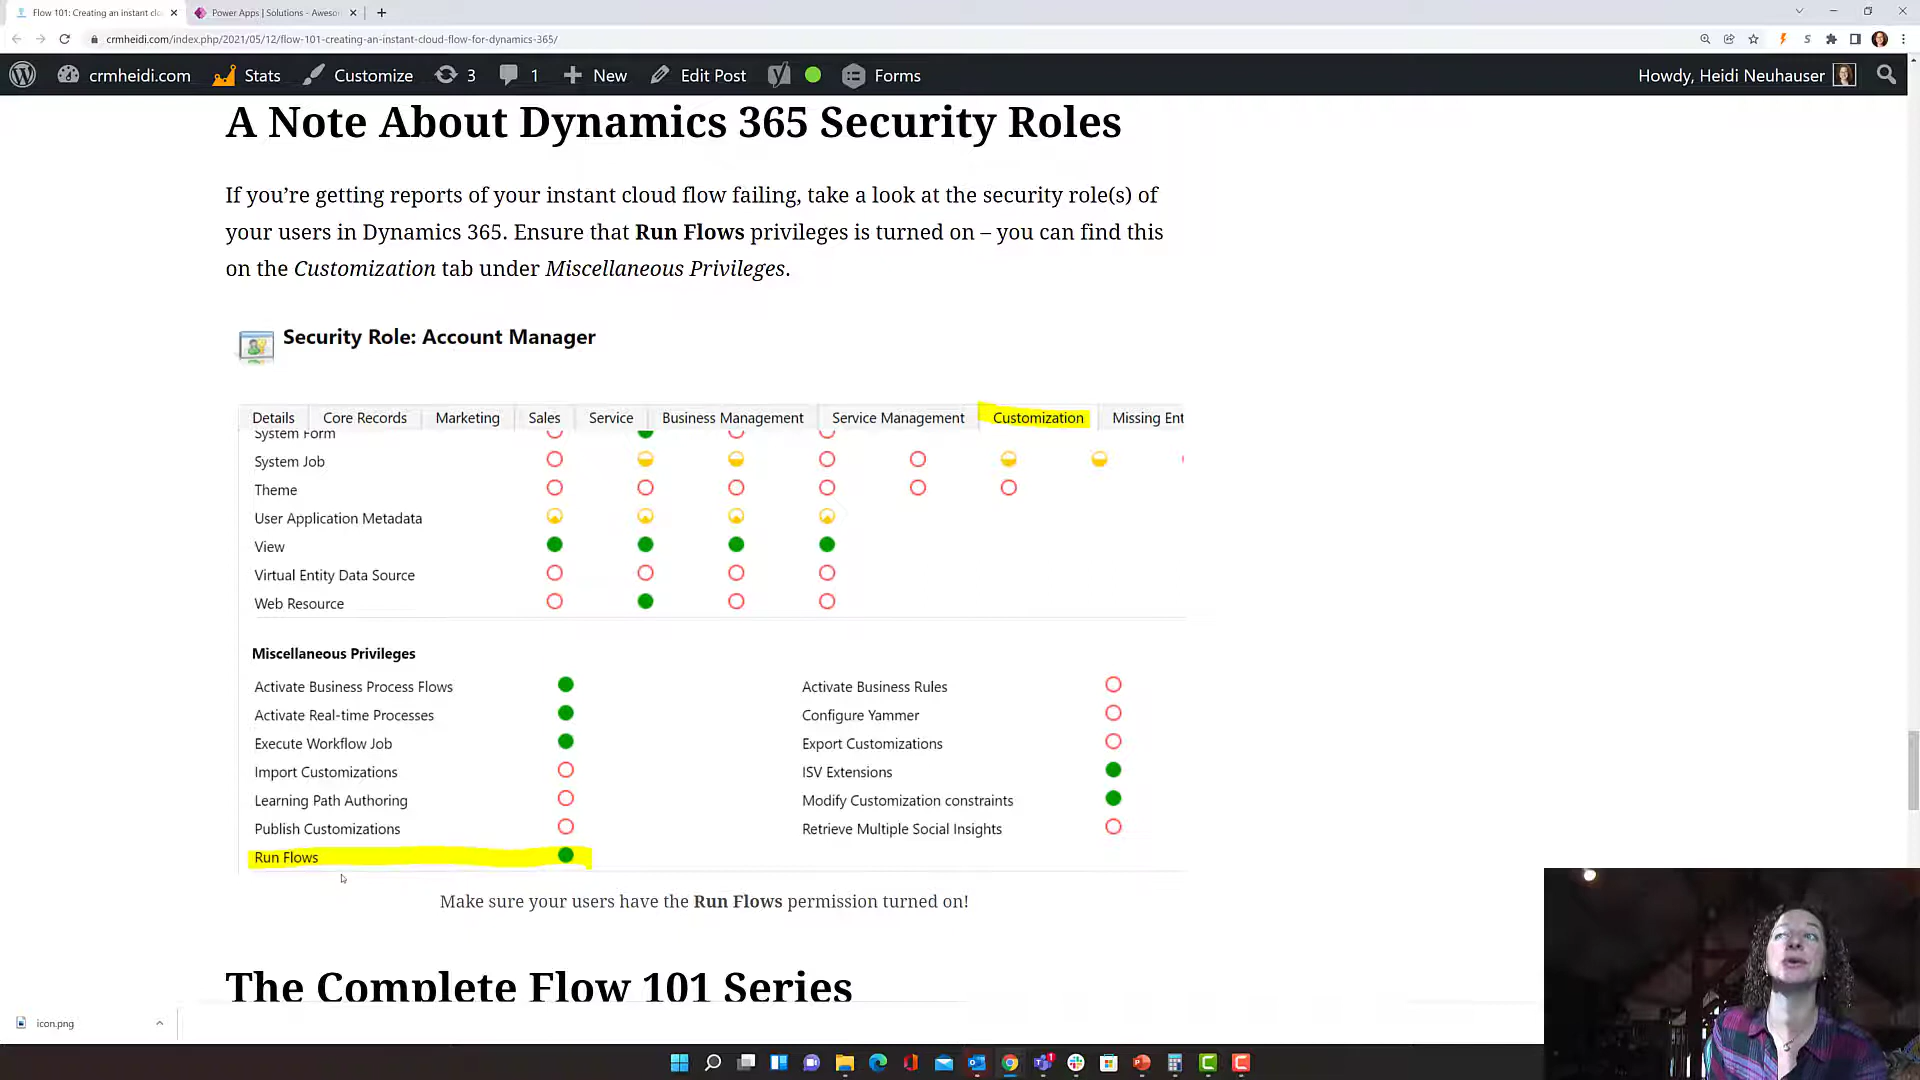 Flow 101: Creating an instant clo
Power Apps | Solutions - Aweso
crmheidi.com/index.php/2021/05/12/flow-101-creating-an-instant-cloud-flow-for-dynamics-365/
crmheidi.com Stats Customize 3 1 New Edit Post Forms Howdy, Heidi Neuhauser
A Note About Dynamics 365 Security Roles
If you’re getting reports of your instant cloud flow failing, take a look at the security role(s) of
your users in Dynamics 365. Ensure that Run Flows privileges is turned on – you can find this
on the Customization tab under Miscellaneous Privileges.
Security Role: Account Manager
Details Core Records Marketing Sales Service Business Management Service Management Customization Missing Ent
System Form
System Job
Theme
User Application Metadata
View
Virtual Entity Data Source
Web Resource
Miscellaneous Privileges
Activate Business Process Flows Activate Business Rules
Activate Real-time Processes Configure Yammer
Execute Workflow Job Export Customizations
Import Customizations ISV Extensions
Learning Path Authoring Modify Customization constraints
Publish Customizations Retrieve Multiple Social Insights
Run Flows
Make sure your users have the Run Flows permission turned on!
The Complete Flow 101 Series
icon.png